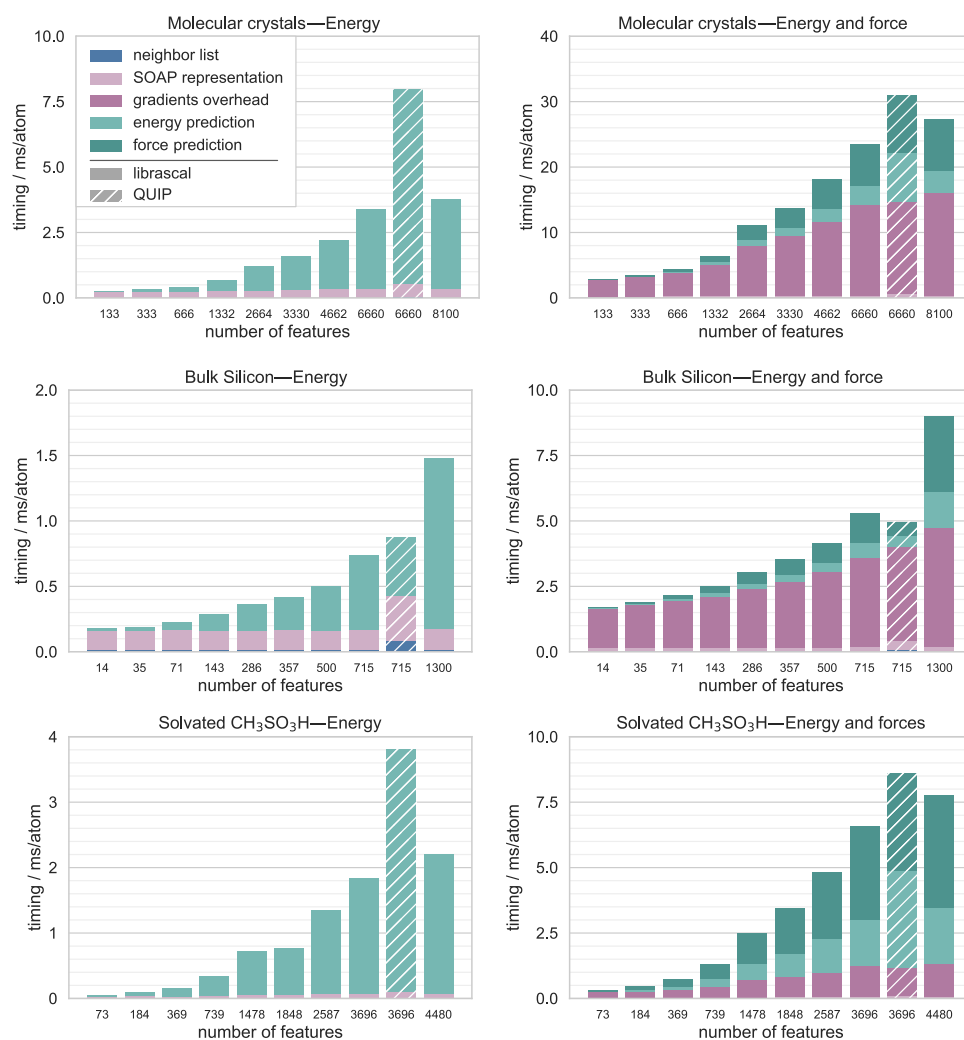 Molecular crystals—Energy
10.0
7.5
5.0
2.5
0.0
timing / ms/atom
neighbor list
SOAP representation
gradients overhead
energy prediction
force prediction
librascal
QUIP
133 333 666 1332 2664 3330 4662 6660 6660 8100
number of features
Molecular crystals—Energy and force
40
30
20
10
0
timing / ms/atom
133 333 666 1332 2664 3330 4662 6660 6660 8100
number of features
Bulk Silicon—Energy
2.0
1.5
1.0
0.5
0.0
timing / ms/atom
14 35 71 143 286 357 500 715 715 1300
number of features
Bulk Silicon—Energy and force
10.0
7.5
5.0
2.5
0.0
timing / ms/atom
14 35 71 143 286 357 500 715 715 1300
number of features
Solvated CH₃SO₃H—Energy
4
3
2
1
0
timing / ms/atom
73 184 369 739 1478 1848 2587 3696 3696 4480
number of features
Solvated CH₃SO₃H—Energy and forces
10.0
7.5
5.0
2.5
0.0
timing / ms/atom
73 184 369 739 1478 1848 2587 3696 3696 4480
number of features